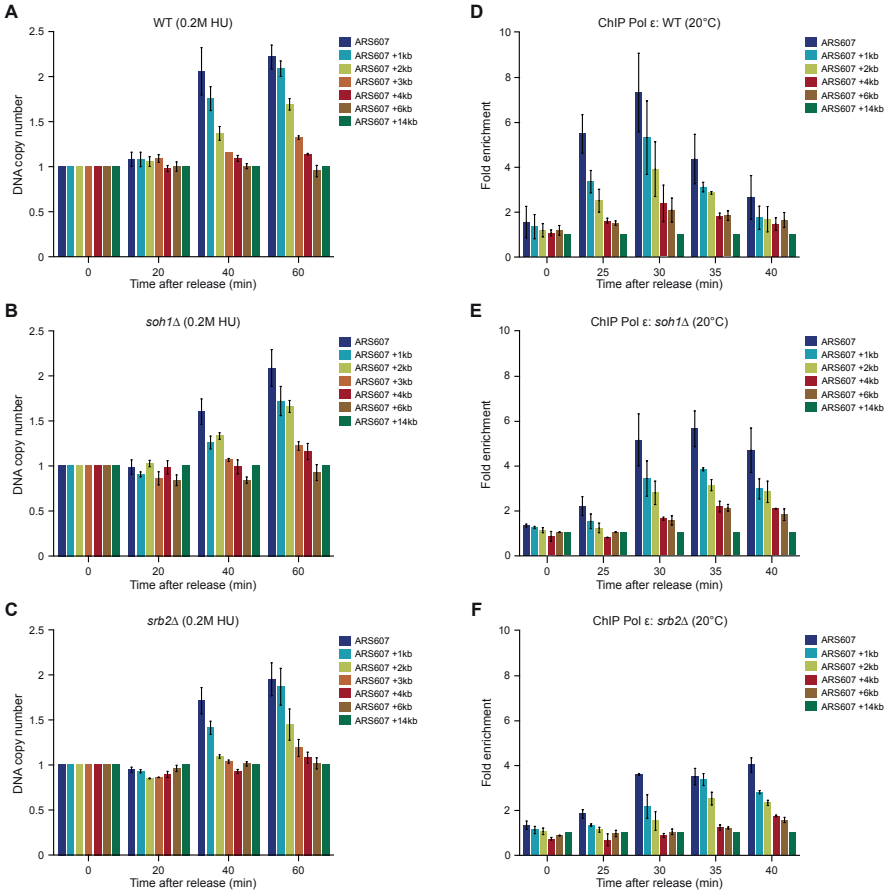 A
WT (0.2M HU)
DNA copy number
2.5
2
1.5
1
0.5
0
0 20 40 60
Time after release (min)
ARS607
ARS607 +1kb
ARS607 +2kb
ARS607 +3kb
ARS607 +4kb
ARS607 +6kb
ARS607 +14kb
B
soh1Δ (0.2M HU)
DNA copy number
2.5
2
1.5
1
0.5
0
0 20 40 60
Time after release (min)
ARS607
ARS607 +1kb
ARS607 +2kb
ARS607 +3kb
ARS607 +4kb
ARS607 +6kb
ARS607 +14kb
C
srb2Δ (0.2M HU)
DNA copy number
2.5
2
1.5
1
0.5
0
0 20 40 60
Time after release (min)
ARS607
ARS607 +1kb
ARS607 +2kb
ARS607 +3kb
ARS607 +4kb
ARS607 +6kb
ARS607 +14kb
D
ChIP Pol ε: WT (20°C)
Fold enrichment
10
8
6
4
2
0
0 25 30 35 40
Time after release (min)
ARS607
ARS607 +1kb
ARS607 +2kb
ARS607 +4kb
ARS607 +6kb
ARS607 +14kb
E
ChIP Pol ε: soh1Δ (20°C)
Fold enrichment
10
8
6
4
2
0
0 25 30 35 40
Time after release (min)
ARS607
ARS607 +1kb
ARS607 +2kb
ARS607 +4kb
ARS607 +6kb
ARS607 +14kb
F
ChIP Pol ε: srb2Δ (20°C)
Fold enrichment
10
8
6
4
2
0
0 25 30 35 40
Time after release (min)
ARS607
ARS607 +1kb
ARS607 +2kb
ARS607 +4kb
ARS607 +6kb
ARS607 +14kb